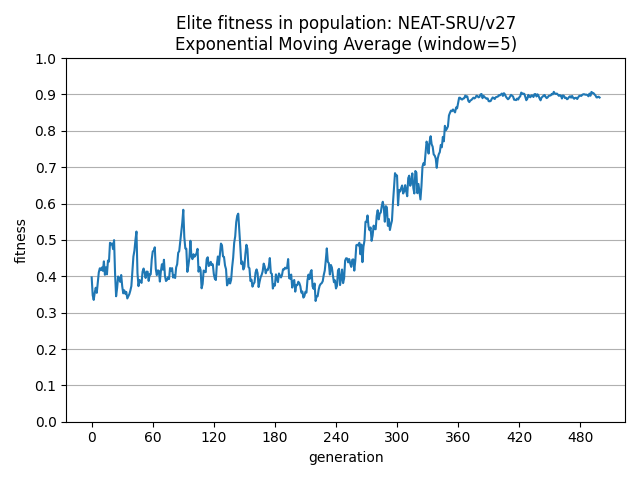 Elite fitness in population: NEAT-SRU/v27
Exponential Moving Average (window=5)
1.0
0.9
0.8
0.7
0.6
0.5
0.4
0.3
0.2
0.1
0.0
fitness
0 60 120 180 240 300 360 420 480
generation